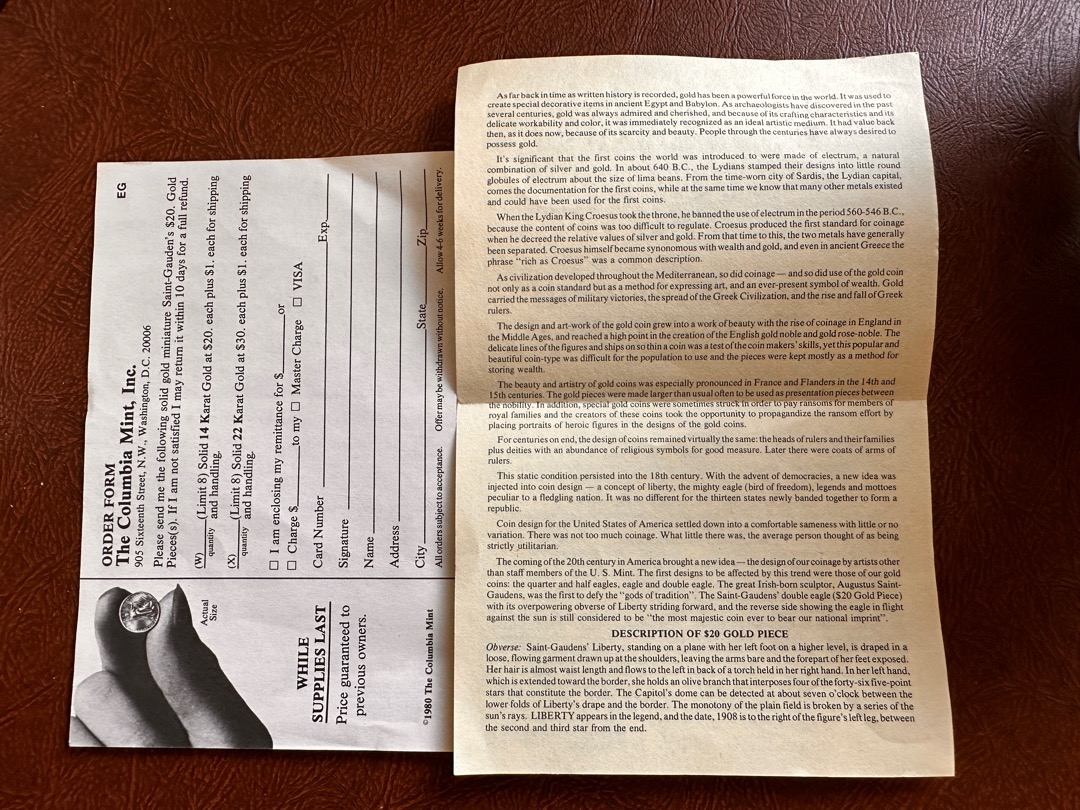 ORDER FORM
EG
The Columbia Mint, Inc.
905 Sixteenth Street, N.W., Washington, D.C. 20006
Please send me the following solid gold miniature Saint-Gauden's $20. Gold
Pieces(s). If I am not satisfied I may return it within 10 days for a full refund.
(W) ____ (Limit 8) Solid 14 Karat Gold at $20. each plus $1. each for shipping
quantity and handling.
(X) ____ (Limit 8) Solid 22 Karat Gold at $30. each plus $1. each for shipping
quantity and handling.
☐ I am enclosing my remittance for $____ or
☐ Charge $____ to my ☐ Master Charge ☐ VISA
Card Number ____ Exp____
Signature
Name
Address
City ____ State____ Zip____
All orders subject to acceptance. Offer may be withdrawn without notice. Allow 4-6 weeks for delivery.
Actual
Size
WHILE
SUPPLIES LAST
Price guaranteed to
previous owners.
©1980 The Columbia Mint
As far back in time as written history is recorded, gold has been a powerful force in the world. It was used to
create special decorative items in ancient Egypt and Babylon. As archaeologists have discovered in the past
several centuries, gold was always admired and cherished, and because of its crafting characteristics and its
delicate workability and color, it was immediately recognized as an ideal artistic medium. It had value back
then, as it does now, because of its scarcity and beauty. People through the centuries have always desired to
possess gold.
It's significant that the first coins the world was introduced to were made of electrum, a natural
combination of silver and gold. In about 640 B.C., the Lydians stamped their designs into little round
globules of electrum about the size of lima beans. From the time-worn city of Sardis, the Lydian capital,
comes the documentation for the first coins, while at the same time we know that many other metals existed
and could have been used for the first coins.
When the Lydian King Croesus took the throne, he banned the use of electrum in the period 560-546 B.C.,
because the content of coins was too difficult to regulate. Croesus produced the first standard for coinage
when he decreed the relative values of silver and gold. From that time to this, the two metals have generally
been separated. Croesus himself became synonomous with wealth and gold, and even in ancient Greece the
phrase "rich as Croesus" was a common description.
As civilization developed throughout the Mediterranean, so did coinage — and so did use of the gold coin
not only as a coin standard but as a method for expressing art, and an ever-present symbol of wealth. Gold
carried the messages of military victories, the spread of the Greek Civilization, and the rise and fall of Greek
rulers.
The design and art-work of the gold coin grew into a work of beauty with the rise of coinage in England in
the Middle Ages, and reached a high point in the creation of the English gold noble and gold rose-noble. The
delicate lines of the figures and ships on so thin a coin was a test of the coin makers' skills, yet this popular and
beautiful coin-type was difficult for the population to use and the pieces were kept mostly as a method for
storing wealth.
The beauty and artistry of gold coins was especially pronounced in France and Flanders in the 14th and
15th centuries. The gold pieces were made larger than usual often to be used as presentation pieces between
the nobility. In addition, special gold coins were sometimes struck in order to pay ransoms for members of
royal families and the creators of these coins took the opportunity to propagandize the ransom effort by
placing portraits of heroic figures in the designs of the gold coins.
For centuries on end, the design of coins remained virtually the same: the heads of rulers and their families
plus deities with an abundance of religious symbols for good measure. Later there were coats of arms of
rulers.
This static condition persisted into the 18th century. With the advent of democracies, a new idea was
injected into coin design — a concept of liberty, the mighty eagle (bird of freedom), legends and mottoes
peculiar to a fledgling nation. It was no different for the thirteen states newly banded together to form a
republic.
Coin design for the United States of America settled down into a comfortable sameness with little or no
variation. There was not too much coinage. What little there was, the average person thought of as being
strictly utilitarian.
The coming of the 20th century brought a new idea — the design of our coinage by artists other
than staff members of the U. S. Mint. The first designs to be affected by this trend were those of our gold
coins: the quarter and half eagles, eagle and double eagle. The great Irish-born sculptor, Augustus Saint-
Gaudens, was the first to defy the "gods of tradition". The Saint-Gaudens' double eagle ($20 Gold Piece)
with its overpowering obverse of Liberty striding forward, and the reverse side showing the eagle in flight
against the sun is still considered to be "the most majestic coin ever to bear our national imprint".
DESCRIPTION OF $20 GOLD PIECE
Obverse: Saint-Gaudens' Liberty, standing on a plane with her left foot on a higher level, is draped in a
loose, flowing garment drawn up at the shoulders, leaving the arms bare and the forepart of her feet exposed.
Her hair is almost waist length and flows to the left in back of a torch held in her right hand. In her left hand,
which is extended toward the border, she holds an olive branch that interposes four of the forty-six five-point
stars that constitute the border. The Capitol's dome can be detected at about seven o'clock between the
lower folds of Liberty's drape and the border. The monotony of the plain field is broken by a series of the
sun's rays. LIBERTY appears in the legend, and the date, 1908 is to the right of the figure's left leg, between
the second and third star from the end.